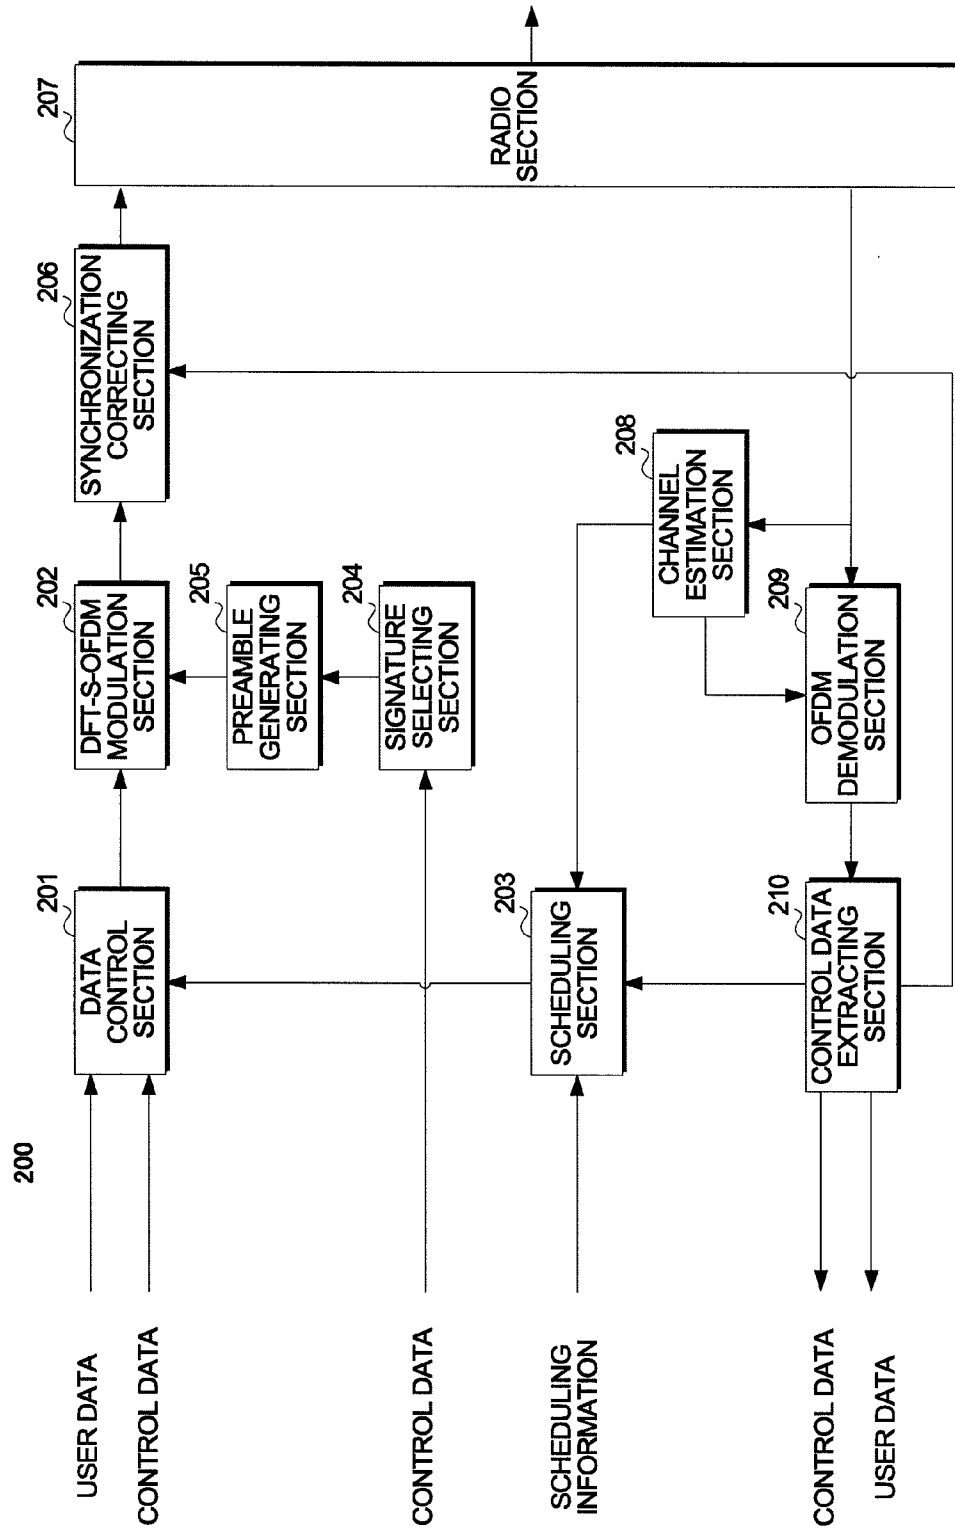 200
USER DATA
CONTROL DATA
201
DATA
CONTROL
SECTION
202
DFT-S-OFDM
MODULATION
SECTION
206
SYNCHRONIZATION
CORRECTING
SECTION
207
RADIO
SECTION
205
PREAMBLE
GENERATING
SECTION
CONTROL DATA
204
SIGNATURE
SELECTING
SECTION
SCHEDULING
INFORMATION
203
SCHEDULING
SECTION
208
CHANNEL
ESTIMATION
SECTION
CONTROL DATA
USER DATA
210
CONTROL DATA
EXTRACTING
SECTION
209
OFDM
DEMODULATION
SECTION